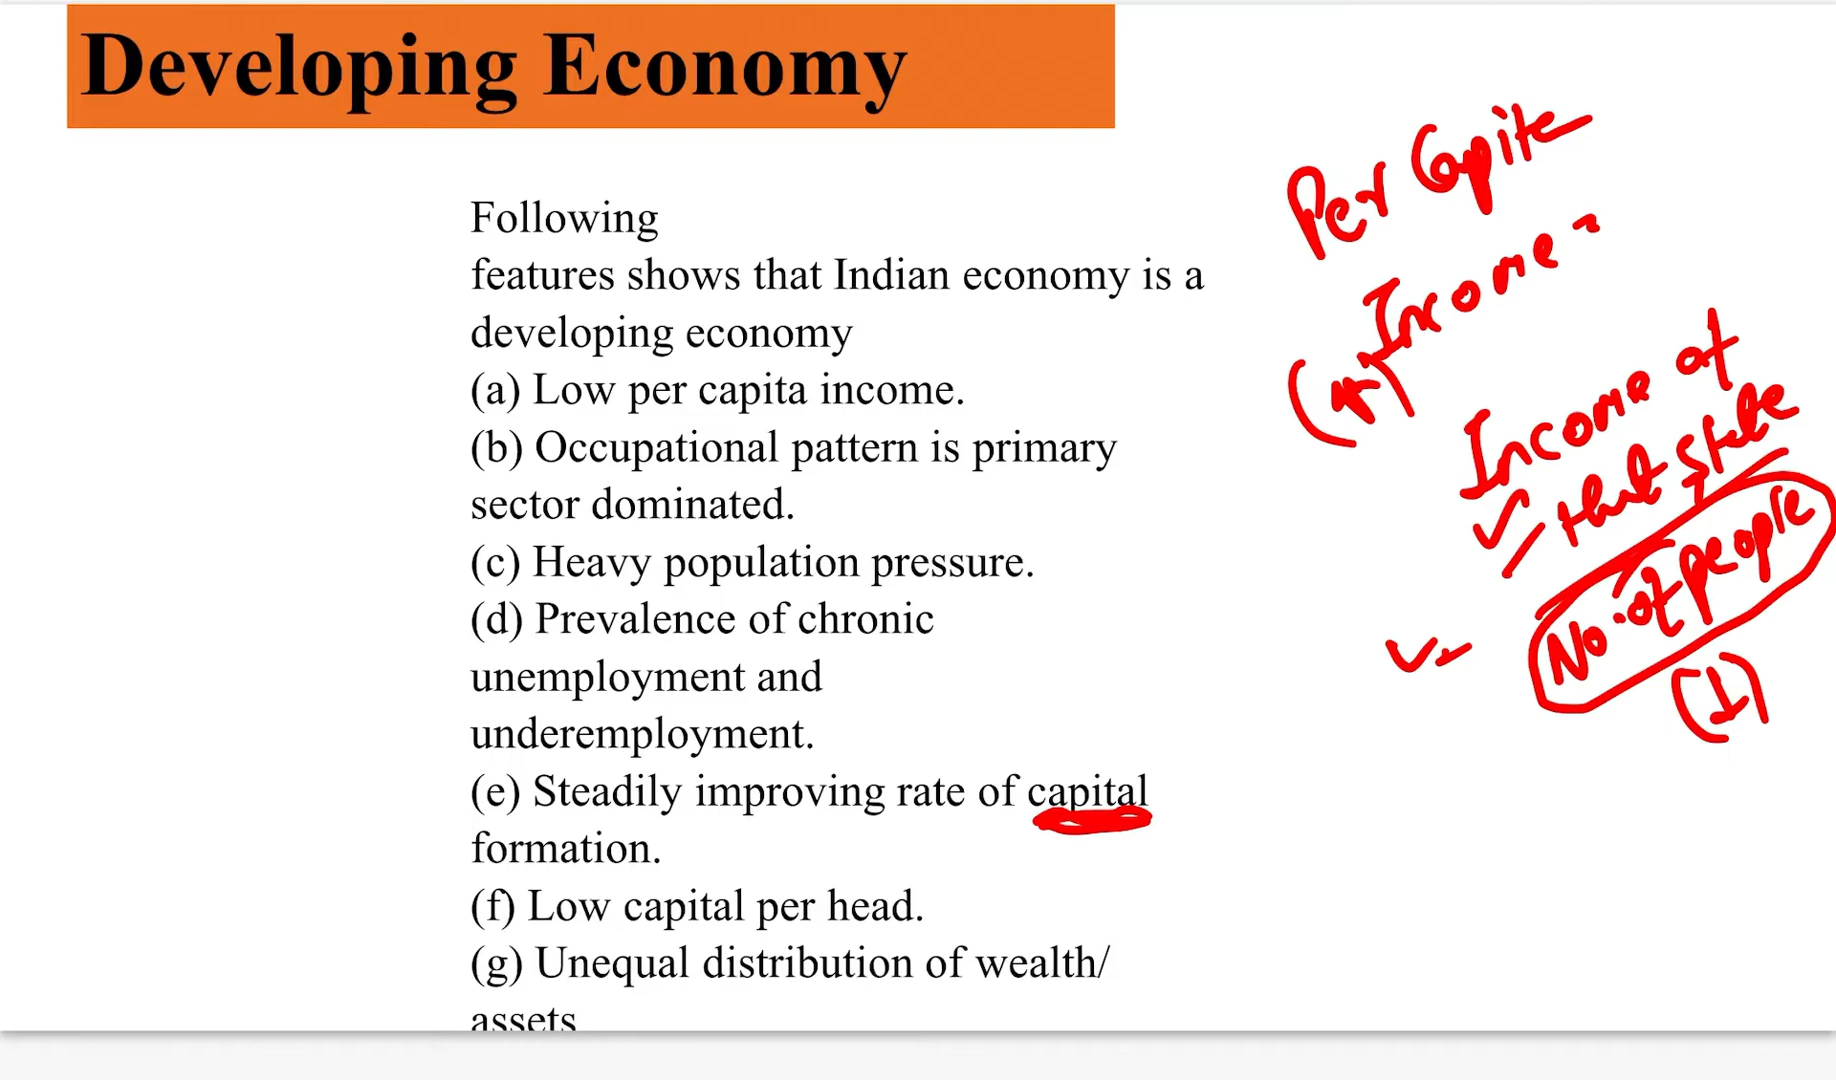 Developing Economy
Following
features shows that Indian economy is a
developing economy
(a) Low per capita income.
(b) Occupational pattern is primary
sector dominated.
(c) Heavy population pressure.
(d) Prevalence of chronic
unemployment and
underemployment.
(e) Steadily improving rate of capital
formation.
(f) Low capital per head.
(g) Unequal distribution of wealth/
assets
Per Capita
Income =
Income of
that state
No. of people